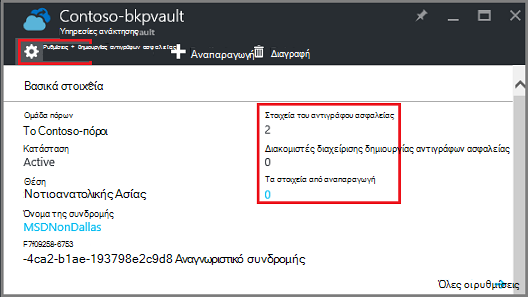 Contoso-bkpvault
Υπηρεσίες ανάκτησης
ault
Ρυθμίσεις + δημιουργίας αντιγράφων ασφαλείας
Αναπαραγωγή
Διαγραφή
Βασικά στοιχεία
Ομάδα πόρων
Το Contoso-πόροι
Κατάσταση
Active
Θέση
Νοτιοανατολικής Ασίας
Όνομα της συνδρομής
MSDNonDallas
F7f09258-6753
-4ca2-b1ae-193798e2c9d8 Αναγνωριστικό συνδρομής
Στοιχεία του αντιγράφου ασφαλείας
2
Διακομιστές διαχείρισης δημιουργίας αντιγράφων ασφαλείας
0
Τα στοιχεία από αναπαραγωγή
0
Όλες οι ρυθμίσεις